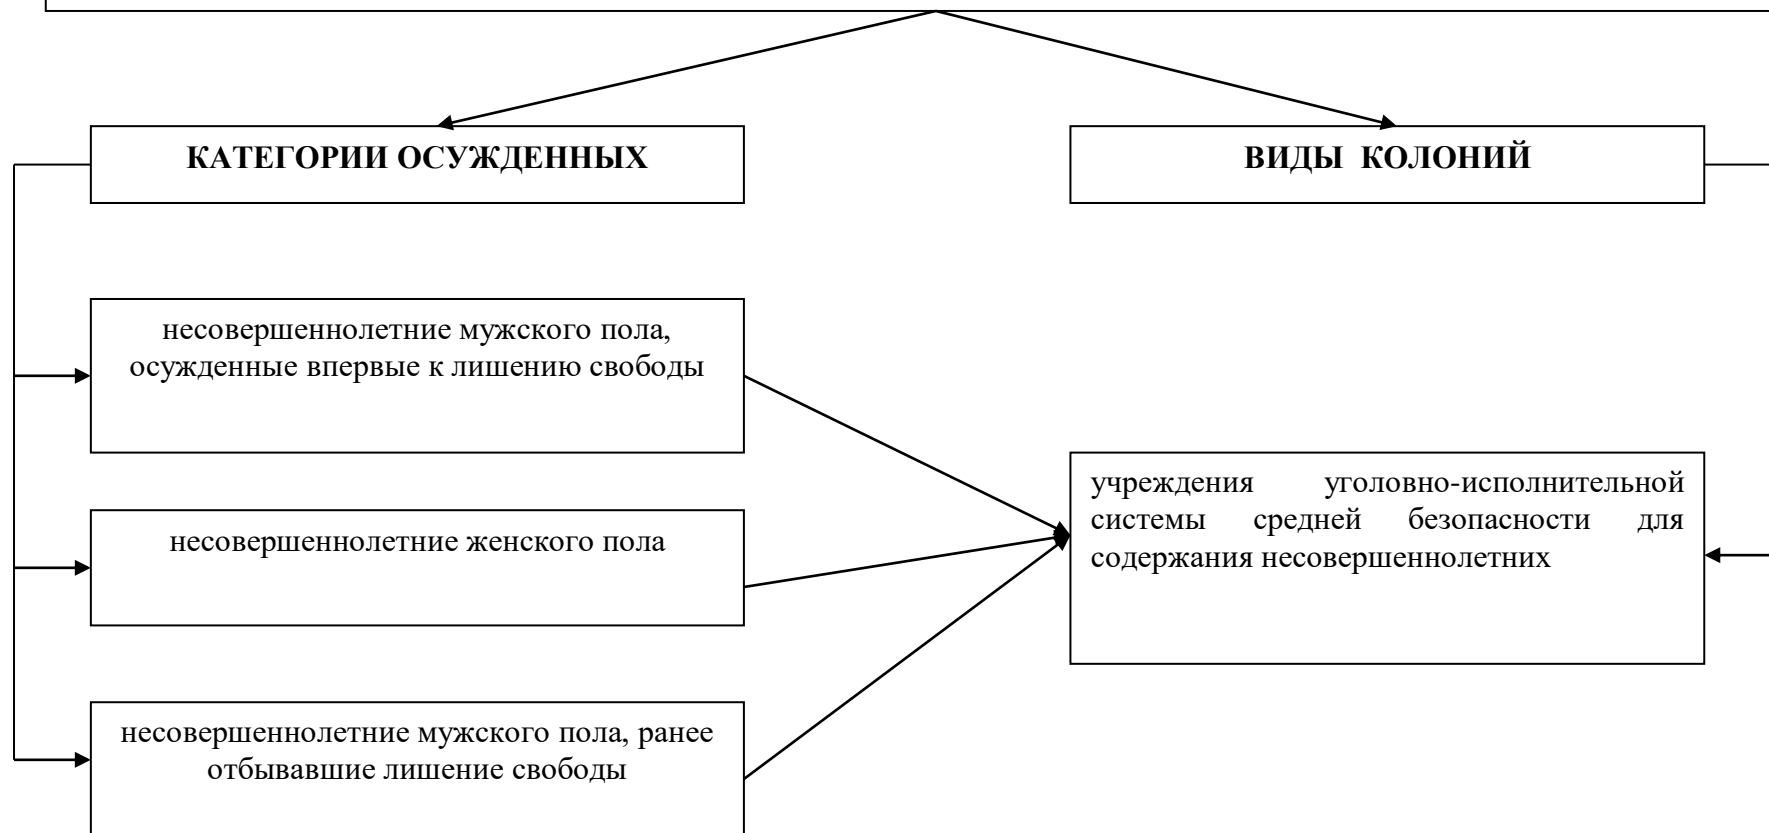 КАТЕГОРИИ ОСУЖДЕННЫХ
ВИДЫ КОЛОНИЙ
несовершеннолетние мужского пола,
осужденные впервые к лишению свободы
учреждения уголовно-исполнительной
системы средней безопасности для
содержания несовершеннолетних
несовершеннолетние женского пола
несовершеннолетние мужского пола, ранее
отбывавшие лишение свободы